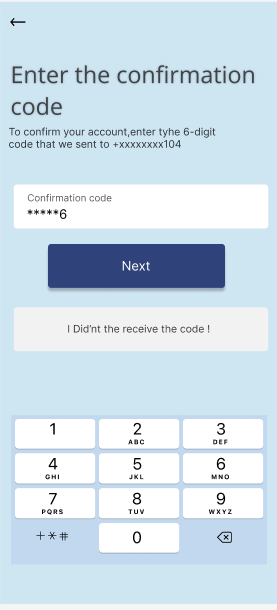 Enter the confirmation
code
To confirm your account,enter tyhe 6-digit
code that we sent to +xxxxxxxx104
Confirmation code
*****6
Next
I Did'nt the receive the code !
1 2 3
ABC DEF
4 5 6
GHI JKL MNO
7 8 9
PQRS TUV WXYZ
+*# 0